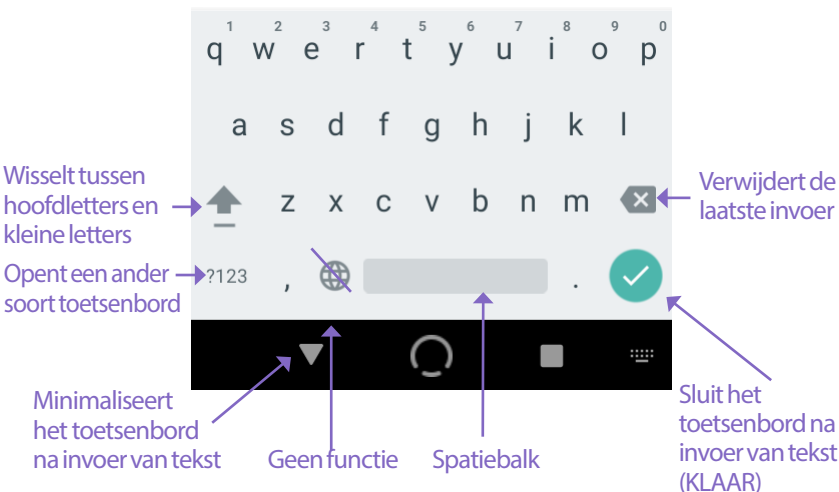 1 2 3 4 5 6 7 8 9 0
q w e r t y u i o p
a s d f g h j k l
Wisselt tussen
hoofdletters en
kleine letters
z x c v b n m
Verwijdert de
laatste invoer
Opent een ander
soort toetsenbord
?123 , .
Minimaliseert
het toetsenbord
na invoer van tekst
Geen functie
Spatiebalk
Sluit het
toetsenbord na
invoer van tekst
(KLAAR)